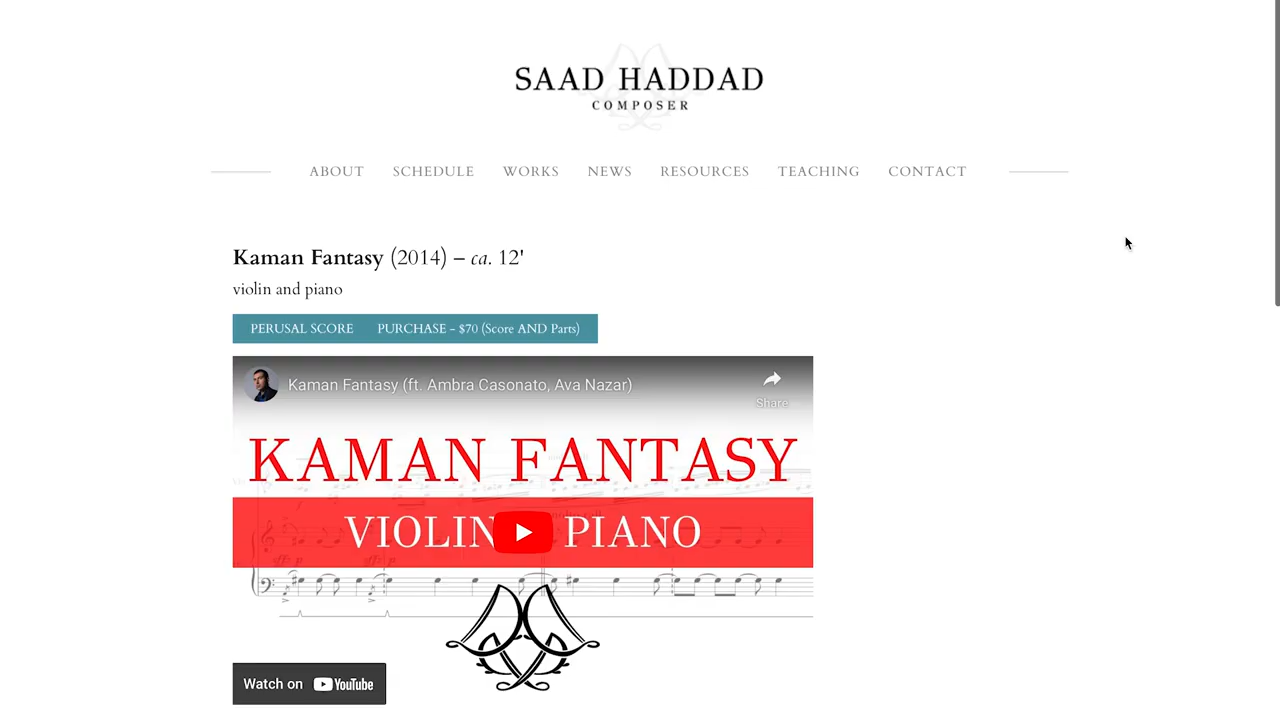 SAAD HADDAD
COMPOSER
ABOUT SCHEDULE WORKS NEWS RESOURCES TEACHING CONTACT
Kaman Fantasy (2014) – ca. 12'
violin and piano
PERUSAL SCORE PURCHASE – $70 (Score AND Parts)
Kaman Fantasy (ft. Ambra Casonato, Ava Nazar)
Share
KAMAN FANTASY
VIOLIN PIANO
Watch on YouTube